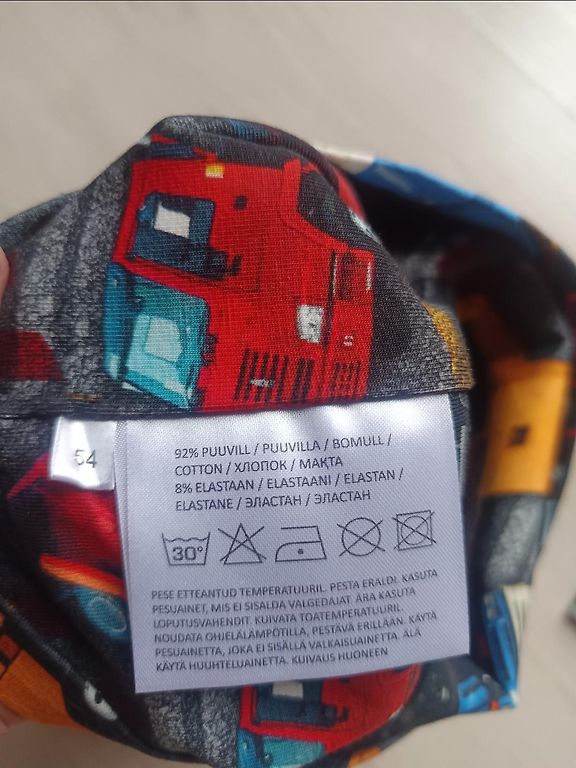 54
92% PUUVILL / PUUVILLA / BOMULL /
COTTON / ХЛОПОК / МАҚТА
8% ELASTAAN / ELASTAANI / ELASTAN /
ELASTANE / ЭЛАСТАН / ЭЛАСТАН
30°
PESE ETTEANTUD TEMPERATUURIL. PESTA ERALDI. KASUTA
PESUAINET, MIS EI SISALDA VALGEDAJAT. ÄRA KASUTA
LOPUTUSVAHENDIT. KUIVATA TOATEMPERATUURIL.
NOUDATA OHJELÄLÄMPÖTILLA, PESTÄVÄ ERILLÄÄN. KÄYTÄ
PESUAINETTA, JOKA EI SISÄLLÄ VALKAISUAINETTA. ÄLÄ
KÄYTÄ HUUHTELUAINETTA. KUIVAUS HUONEEN